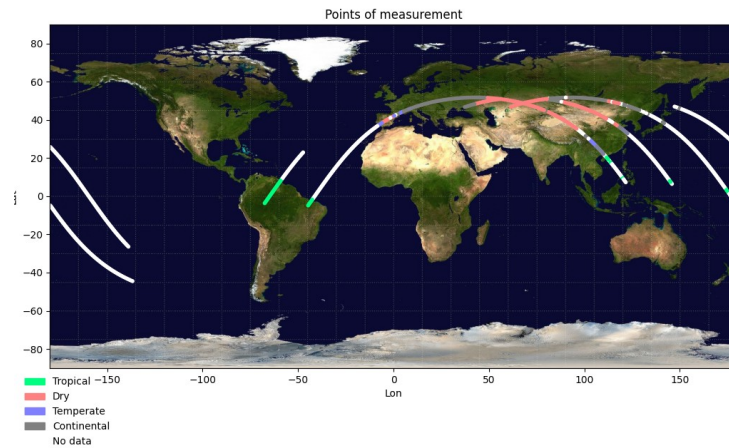 Points of measurement
80
60
40
20
0
−20
−40
−60
−80
−150
−100
−50
0
50
100
150
Lon
Tropical
Dry
Temperate
Continental
No data